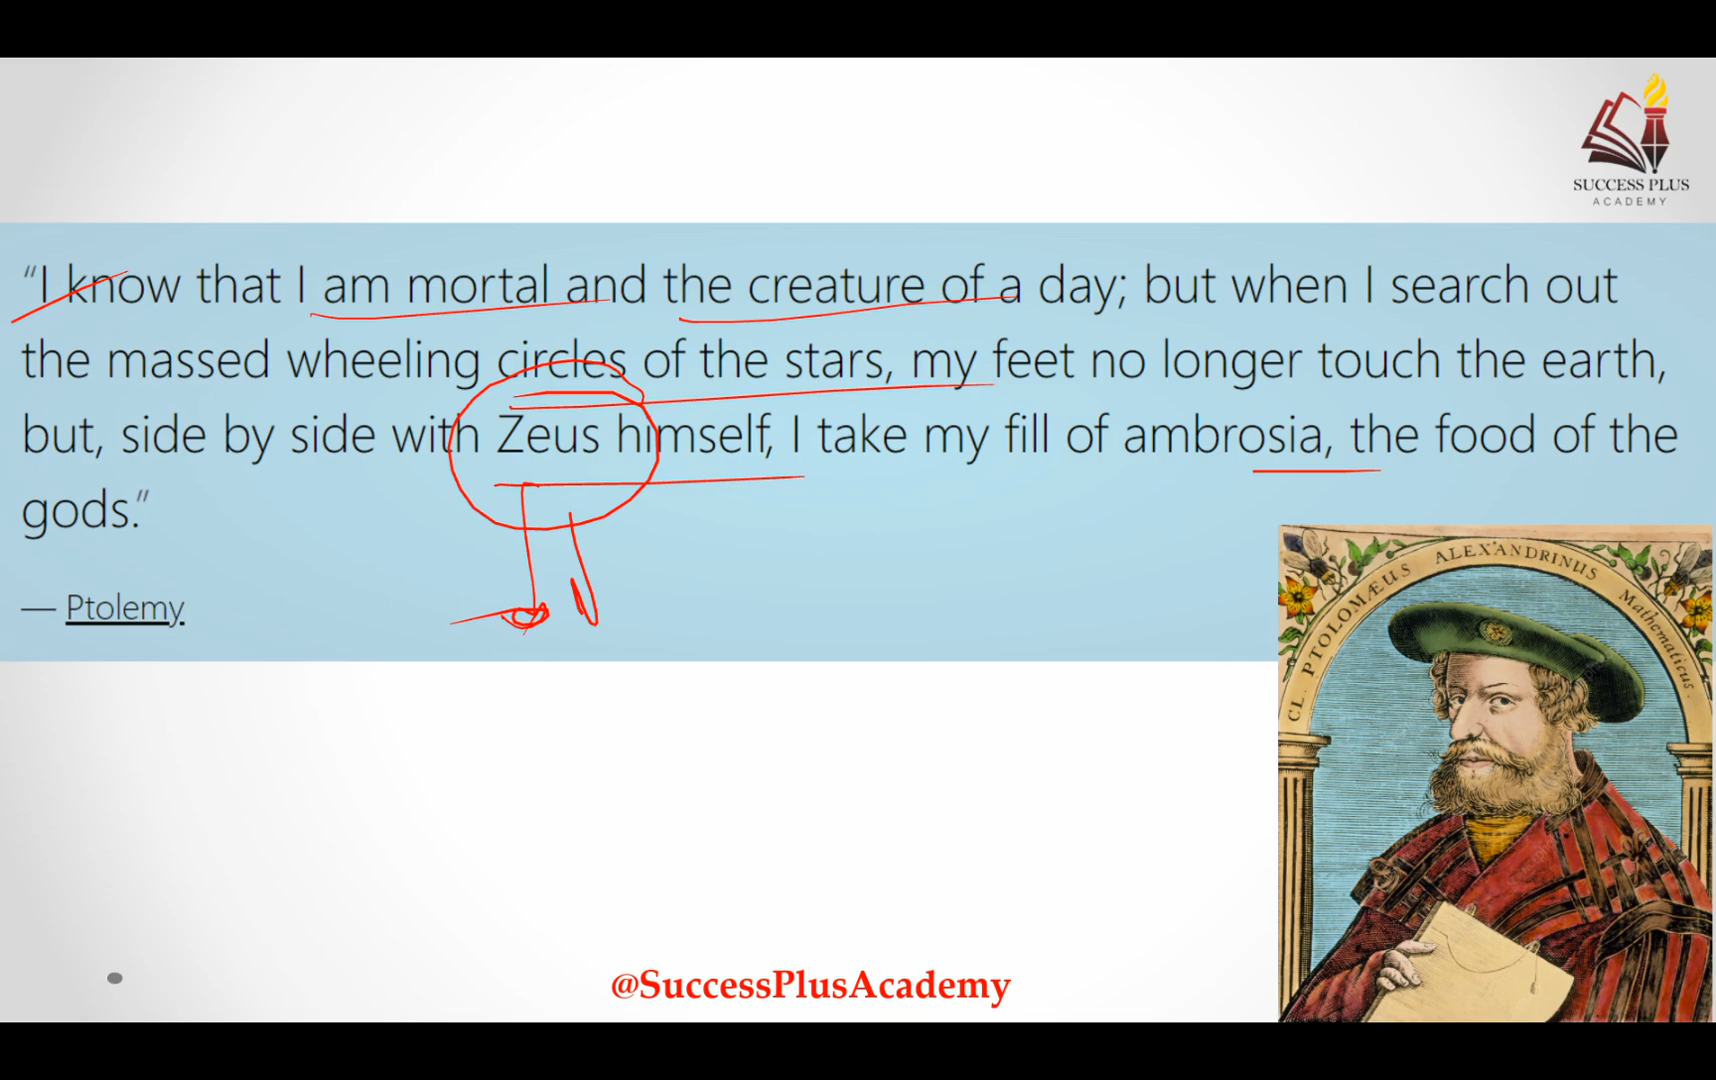 SUCCESS PLUS
ACADEMY
“I know that I am mortal and the creature of a day; but when I search out
the massed wheeling circles of the stars, my feet no longer touch the earth,
but, side by side with Zeus himself, I take my fill of ambrosia, the food of the
gods.”
— Ptolemy
CL. PTOLOMÆUS ALEXANDRINUS Mathematicus.
@SuccessPlusAcademy